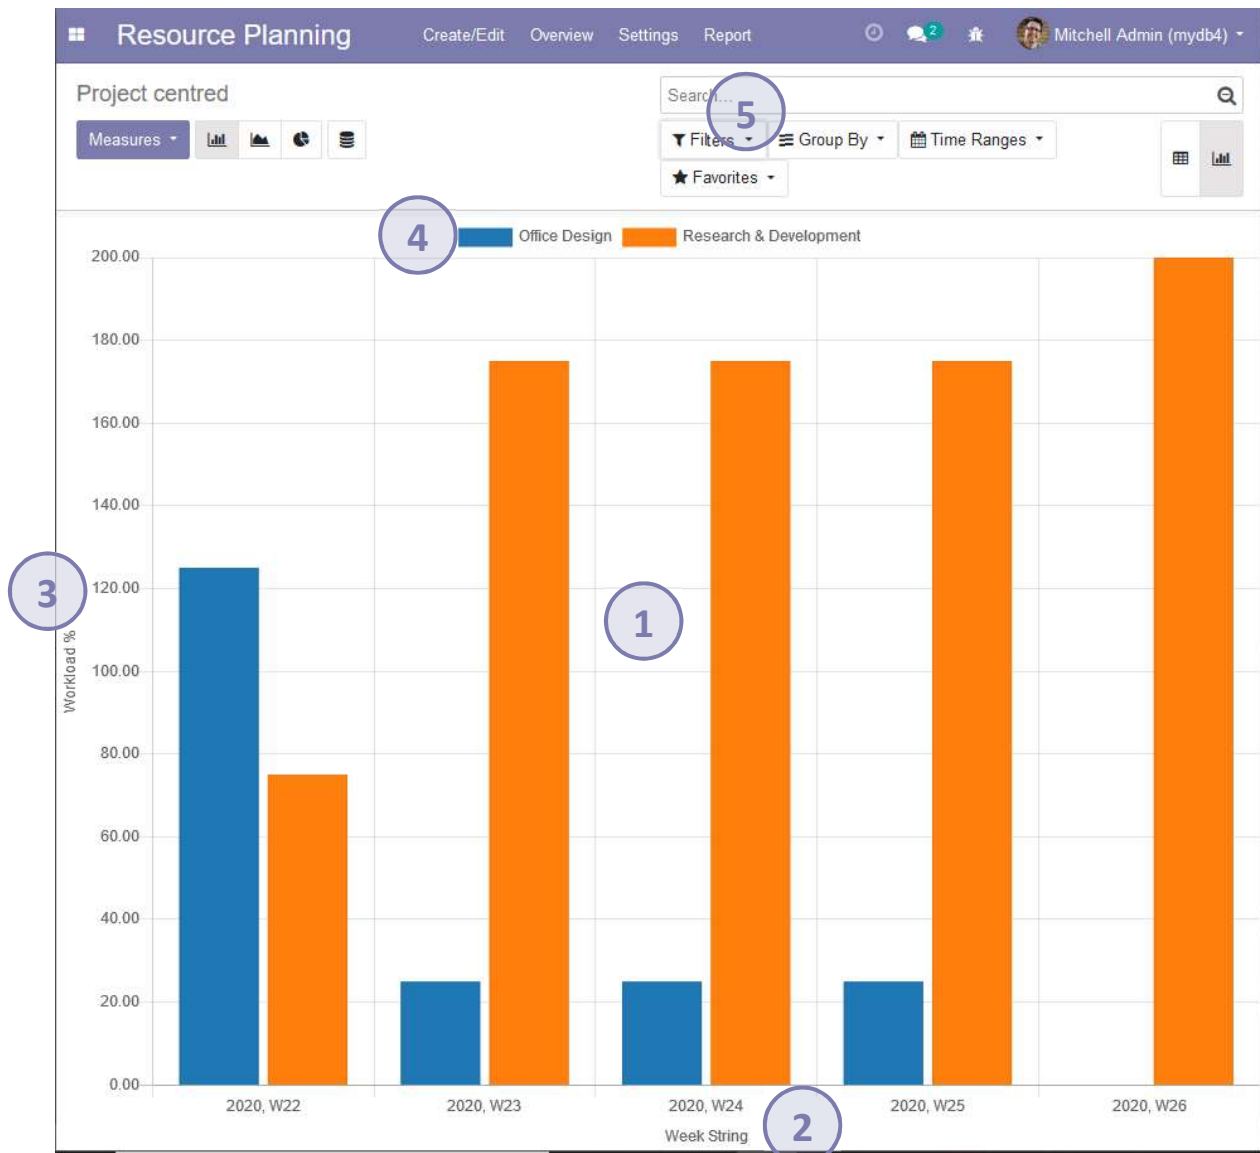 Resource Planning Create/Edit Overview Settings Report 2 Mitchell Admin (mydb4)
Project centred
Search...
5
Measures
Filters Group By Time Ranges
Favorites
4 Office Design Research & Development
200.00
180.00
160.00
140.00
3 120.00
1
Workload %
100.00
80.00
60.00
40.00
20.00
0.00
2020, W22 2020, W23 2020, W24 2020, W25 2020, W26
Week String 2